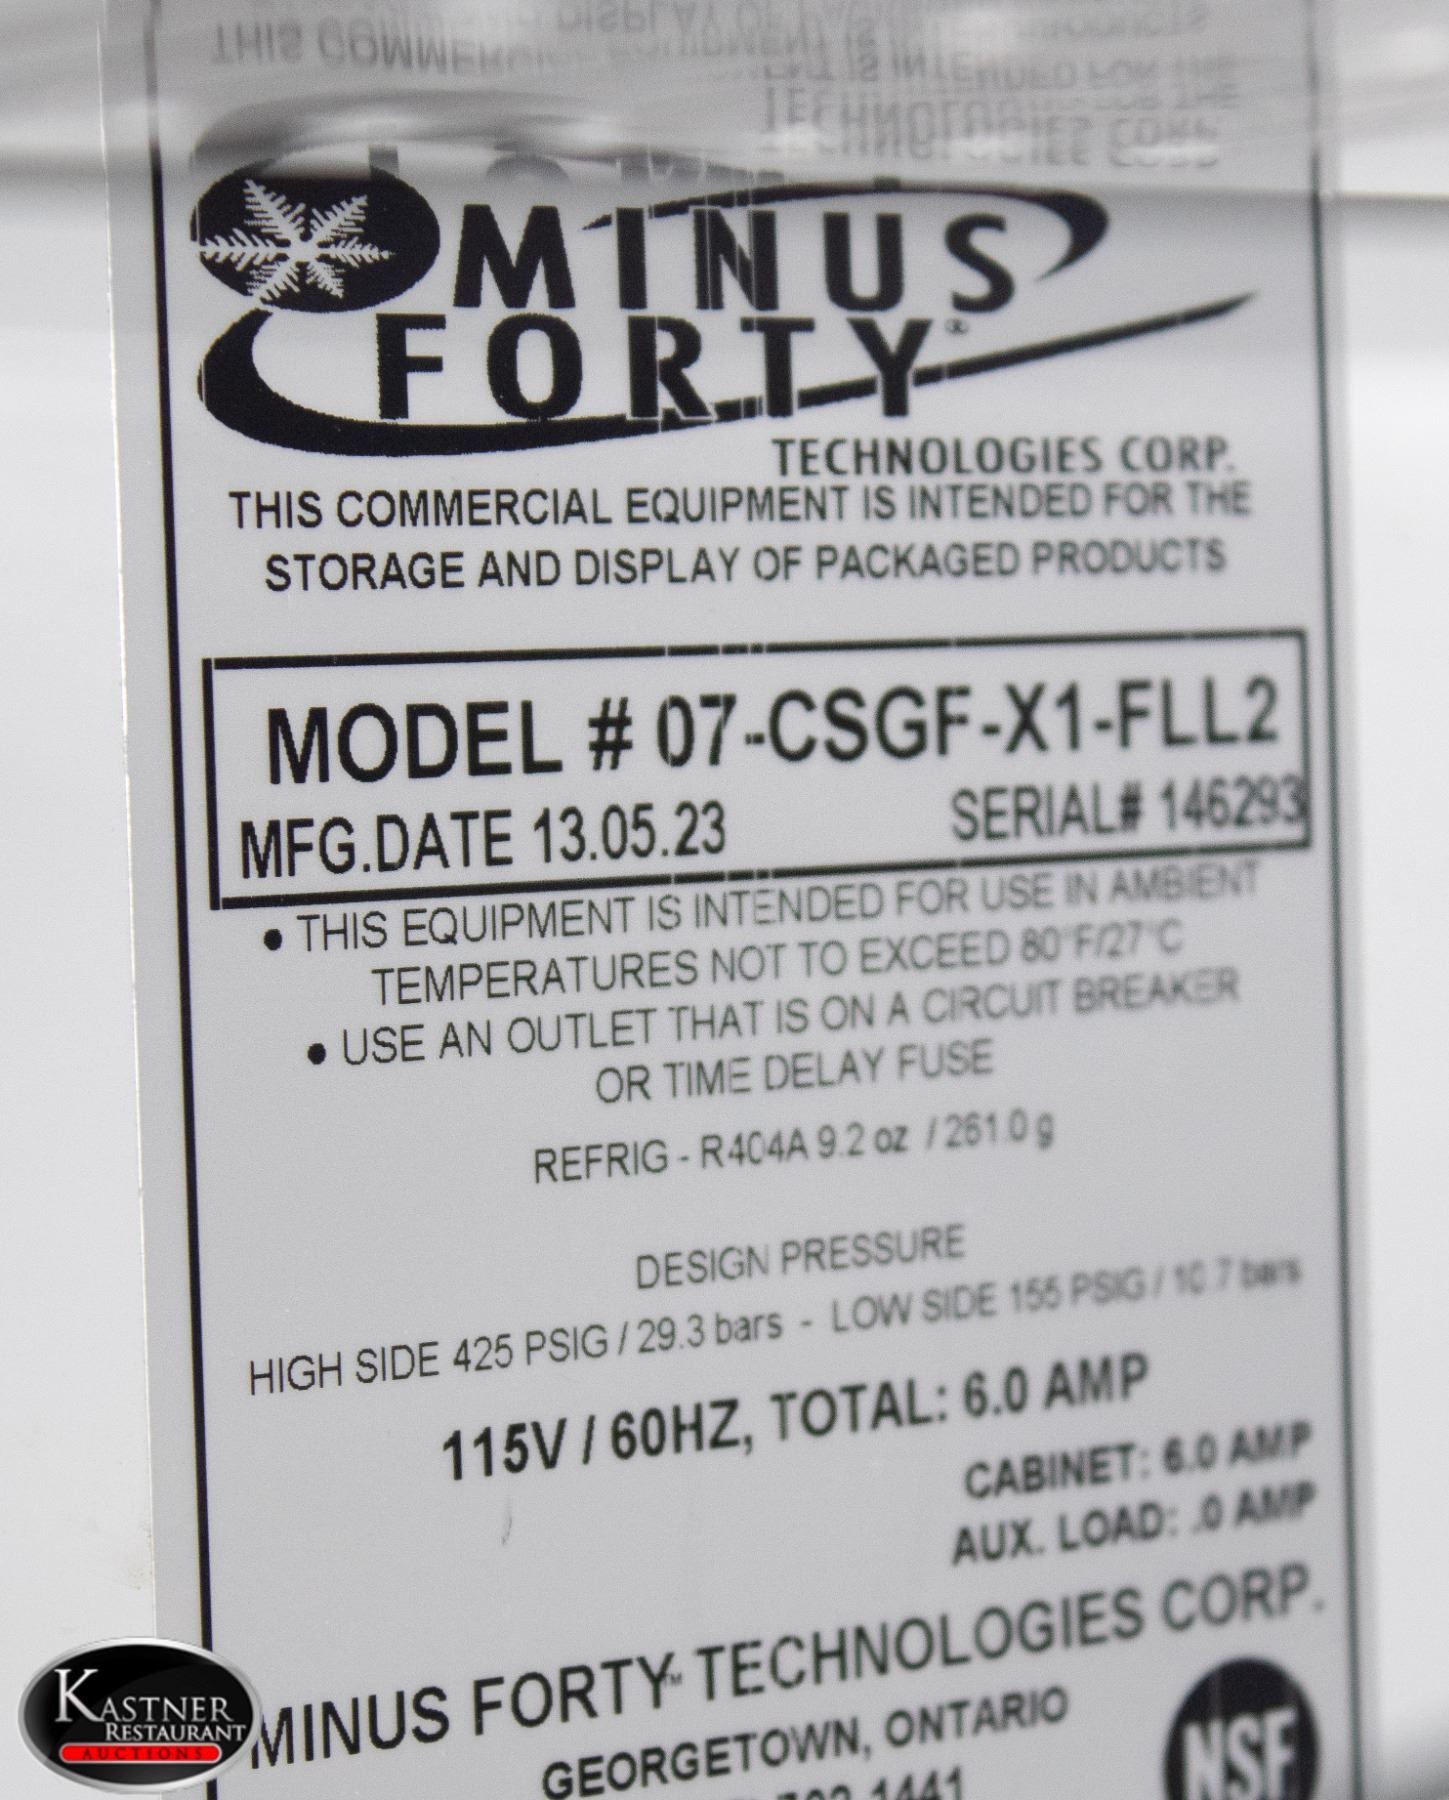 MINUS
FORTY®
TECHNOLOGIES CORP.
THIS COMMERCIAL EQUIPMENT IS INTENDED FOR THE
STORAGE AND DISPLAY OF PACKAGED PRODUCTS
MODEL # 07-CSGF-X1-FLL2
MFG.DATE 13.05.23 SERIAL# 146293
• THIS EQUIPMENT IS INTENDED FOR USE IN AMBIENT
TEMPERATURES NOT TO EXCEED 80°F/27°C
• USE AN OUTLET THAT IS ON A CIRCUIT BREAKER
OR TIME DELAY FUSE
REFRIG - R404A 9.2 oz / 261.0 g
DESIGN PRESSURE
HIGH SIDE 425 PSIG / 29.3 bars - LOW SIDE 155 PSIG / 10.7 bars
115V / 60HZ, TOTAL: 6.0 AMP
CABINET: 6.0 AMP
AUX. LOAD: .0 AMP
MINUS FORTY™ TECHNOLOGIES CORP.
GEORGETOWN, ONTARIO
1441
NSF
KASTNER
RESTAURANT
AUCTIONS